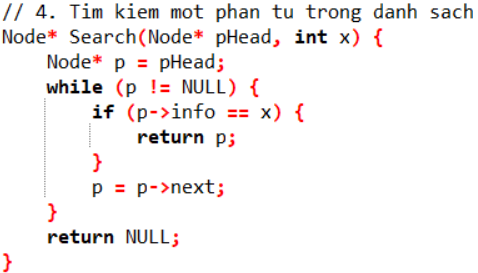 // 4. Tim kiem mot phan tu trong danh sach
Node* Search(Node* pHead, int x) {
    Node* p = pHead;
    while (p != NULL) {
        if (p->info == x) {
            return p;
        }
        p = p->next;
    }
    return NULL;
}